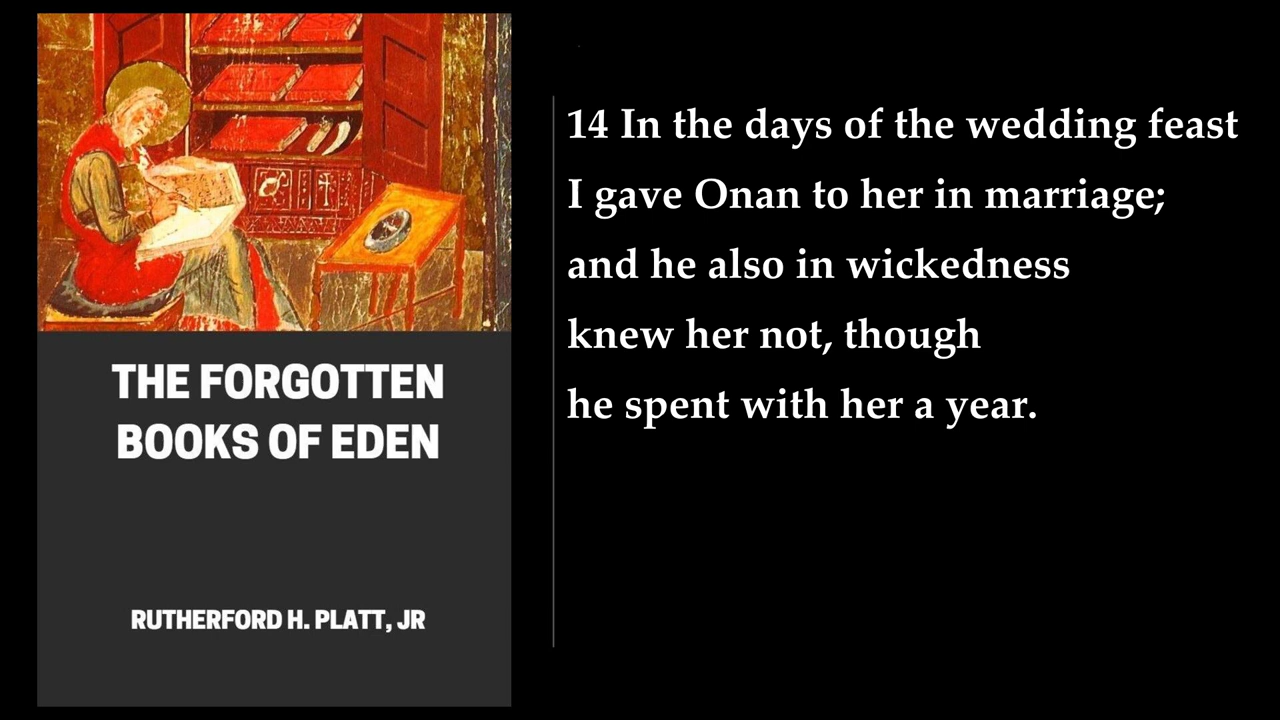 THE FORGOTTEN
BOOKS OF EDEN
RUTHERFORD H. PLATT, JR
14 In the days of the wedding feast
I gave Onan to her in marriage;
and he also in wickedness
knew her not, though
he spent with her a year.